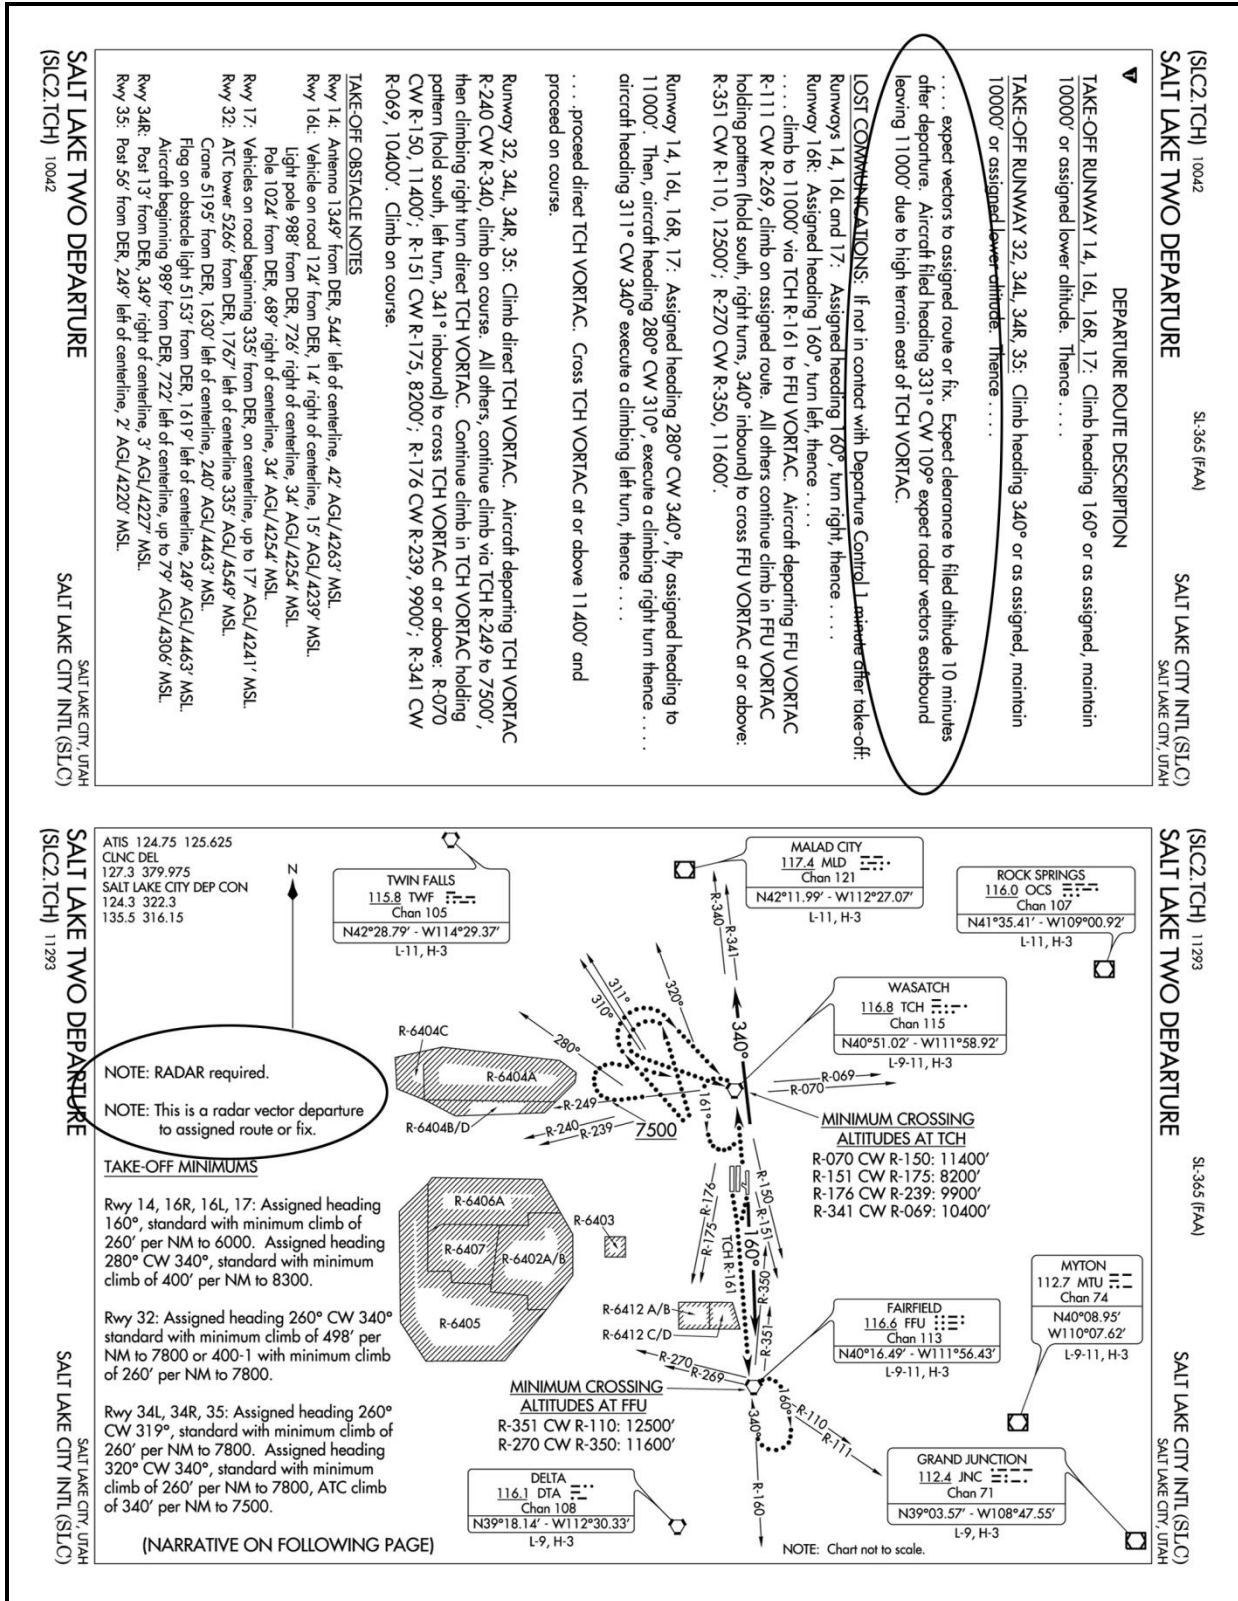 (SLC2.TCH) 10042
SALT LAKE TWO DEPARTURE
SL-365 (FAA)
SALT LAKE CITY INTL (SLC)
SALT LAKE CITY, UTAH
DEPARTURE ROUTE DESCRIPTION
TAKE-OFF RUNWAY 14, 16L, 16R, 17: Climb heading 160° or as assigned, maintain
10000' or assigned lower altitude. Thence . . . .
TAKE-OFF RUNWAY 32, 34L, 34R, 35: Climb heading 340° or as assigned, maintain
10000' or assigned lower altitude. Thence . . . .
. . . . expect vectors to assigned route or fix. Expect clearance to filed altitude 10 minutes
after departure. Aircraft filed heading 331° CW 109° expect radar vectors eastbound
leaving 11000' due to high terrain east of TCH VORTAC.
LOST COMMUNICATIONS: If not in contact with Departure Control 1 minute after take-off:
Runways 14, 16L and 17: Assigned heading 160°, turn right, thence . . . .
Runway 16R: Assigned heading 160°, turn left, thence . . . .
. . . . climb to 11000' via TCH R-161 to FFU VORTAC. Aircraft departing FFU VORTAC
R-111 CW R-269, climb on assigned route. All others continue climb in FFU VORTAC
holding pattern (hold south, right turns, 340° inbound) to cross FFU VORTAC at or above:
R-351 CW R-110, 12500'; R-270 CW R-350, 11600'.
Runway 14, 16L, 16R, 17: Assigned heading 280° CW 340°, fly assigned heading to
11000'. Then, aircraft heading 280° CW 310°, execute a climbing right turn thence . . . .
aircraft heading 311° CW 340° execute a climbing left turn, thence . . . .
. . . .proceed direct TCH VORTAC. Cross TCH VORTAC at or above 11400' and
proceed on course.
Runway 32, 34L, 34R, 35: Climb direct TCH VORTAC. Aircraft departing TCH VORTAC
R-240 CW R-340, climb on course. All others, continue climb via TCH R-249 to 7500',
then climbing right turn direct TCH VORTAC. Continue climb in TCH VORTAC holding
pattern (hold south, left turn, 341° inbound) to cross TCH VORTAC at or above: R-070
CW R-150, 11400'; R-151 CW R-175, 8200'; R-176 CW R-239, 9900'; R-341 CW
R-069, 10400'. Climb on course.
TAKE-OFF OBSTACLE NOTES
Rwy 14: Antenna 1349' from DER, 544' left of centerline, 42' AGL/4263' MSL.
Rwy 16L: Vehicle on road 124' from DER, 14' right of centerline, 15' AGL/4239' MSL.
Light pole 988' from DER, 726' right of centerline, 34' AGL/4254' MSL.
Pole 1024' from DER, 689' right of centerline, 34' AGL/4254' MSL.
Rwy 17: Vehicles on road beginning 335' from DER, on centerline, up to 17' AGL/4241' MSL.
Rwy 32: ATC tower 5266' from DER, 1767' left of centerline 335' AGL/4549' MSL.
Crane 5195' from DER, 1630' left of centerline, 240' AGL/4463' MSL.
Flag on obstacle light 5153' from DER, 1619' left of centerline, 249' AGL/4463' MSL.
Aircraft beginning 989' from DER, 722' left of centerline, up to 79' AGL/4306' MSL.
Rwy 34R: Post 13' from DER, 349' right of centerline, 3' AGL/4227' MSL.
Rwy 35: Post 56' from DER, 249' left of centerline, 2' AGL/4220' MSL.
SALT LAKE TWO DEPARTURE
(SLC2.TCH) 10042
SALT LAKE CITY, UTAH
SALT LAKE CITY INTL (SLC)
(SLC2.TCH) 11293
SALT LAKE TWO DEPARTURE
SL-365 (FAA)
SALT LAKE CITY INTL (SLC)
SALT LAKE CITY, UTAH
ATIS 124.75 125.625
CLNC DEL
127.3 379.975
SALT LAKE CITY DEP CON
124.3 322.3
135.5 316.15
N
TWIN FALLS
115.8 TWF
Chan 105
N42°28.79' - W114°29.37'
L-11, H-3
MALAD CITY
117.4 MLD
Chan 121
N42°11.99' - W112°27.07'
L-11, H-3
ROCK SPRINGS
116.0 OCS
Chan 107
N41°35.41' - W109°00.92'
L-11, H-3
WASATCH
116.8 TCH
Chan 115
N40°51.02' - W111°58.92'
L-9-11, H-3
R-340
R-341
320°
311°
310°
280°
340°
R-069
R-070
R-249
R-240
R-239
7500
161°
R-6404C
R-6404A
R-6404B/D
NOTE: RADAR required.
NOTE: This is a radar vector departure
to assigned route or fix.
MINIMUM CROSSING
ALTITUDES AT TCH
R-070 CW R-150: 11400'
R-151 CW R-175: 8200'
R-176 CW R-239: 9900'
R-341 CW R-069: 10400'
TAKE-OFF MINIMUMS
Rwy 14, 16R, 16L, 17: Assigned heading
160°, standard with minimum climb of
260' per NM to 6000. Assigned heading
280° CW 340°, standard with minimum
climb of 400' per NM to 8300.
Rwy 32: Assigned heading 260° CW 340°
standard with minimum climb of 498' per
NM to 7800 or 400-1 with minimum climb
of 260' per NM to 7800.
Rwy 34L, 34R, 35: Assigned heading 260°
CW 319°, standard with minimum climb of
260' per NM to 7800. Assigned heading
320° CW 340°, standard with minimum
climb of 260' per NM to 7800, ATC climb
of 340' per NM to 7500.
(NARRATIVE ON FOLLOWING PAGE)
R-6406A
R-6407
R-6402A/B
R-6405
R-6403
R-6412 A/B
R-6412 C/D
R-176
R-175
TCH R-161
R-150
R-151
160°
R-350
R-351
R-270
R-269
340°
160°
R-110
R-111
R-160
MYTON
112.7 MTU
Chan 74
N40°08.95'
W110°07.62'
L-9-11, H-3
FAIRFIELD
116.6 FFU
Chan 113
N40°16.49' - W111°56.43'
L-9-11, H-3
MINIMUM CROSSING
ALTITUDES AT FFU
R-351 CW R-110: 12500'
R-270 CW R-350: 11600'
DELTA
116.1 DTA
Chan 108
N39°18.14' - W112°30.33'
L-9, H-3
GRAND JUNCTION
112.4 JNC
Chan 71
N39°03.57' - W108°47.55'
L-9, H-3
NOTE: Chart not to scale.
SALT LAKE TWO DEPARTURE
(SLC2.TCH) 11293
SALT LAKE CITY, UTAH
SALT LAKE CITY INTL (SLC)